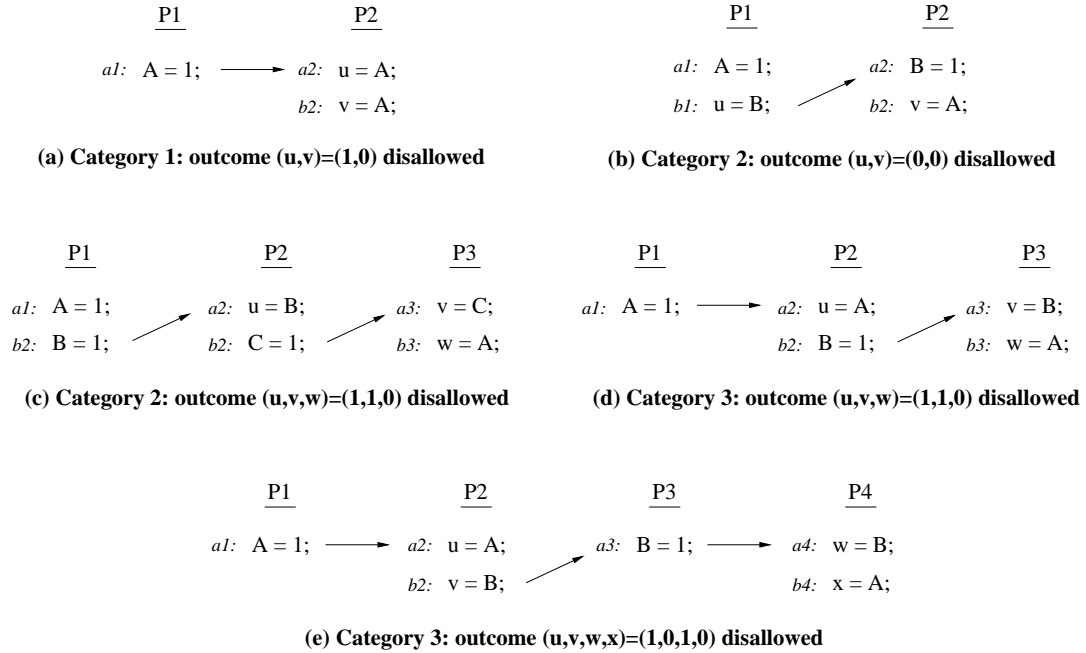 P1 P2
a1: A = 1; a2: u = A;
b2: v = A;
(a) Category 1: outcome (u,v)=(1,0) disallowed
P1 P2
a1: A = 1; a2: B = 1;
b1: u = B; b2: v = A;
(b) Category 2: outcome (u,v)=(0,0) disallowed
P1 P2 P3
a1: A = 1; a2: u = B; a3: v = C;
b2: B = 1; b2: C = 1; b3: w = A;
(c) Category 2: outcome (u,v,w)=(1,1,0) disallowed
P1 P2 P3
a1: A = 1; a2: u = A; a3: v = B;
b2: B = 1; b3: w = A;
(d) Category 3: outcome (u,v,w)=(1,1,0) disallowed
P1 P2 P3 P4
a1: A = 1; a2: u = A; a3: B = 1; a4: w = B;
b2: v = B; b4: x = A;
(e) Category 3: outcome (u,v,w,x)=(1,0,1,0) disallowed